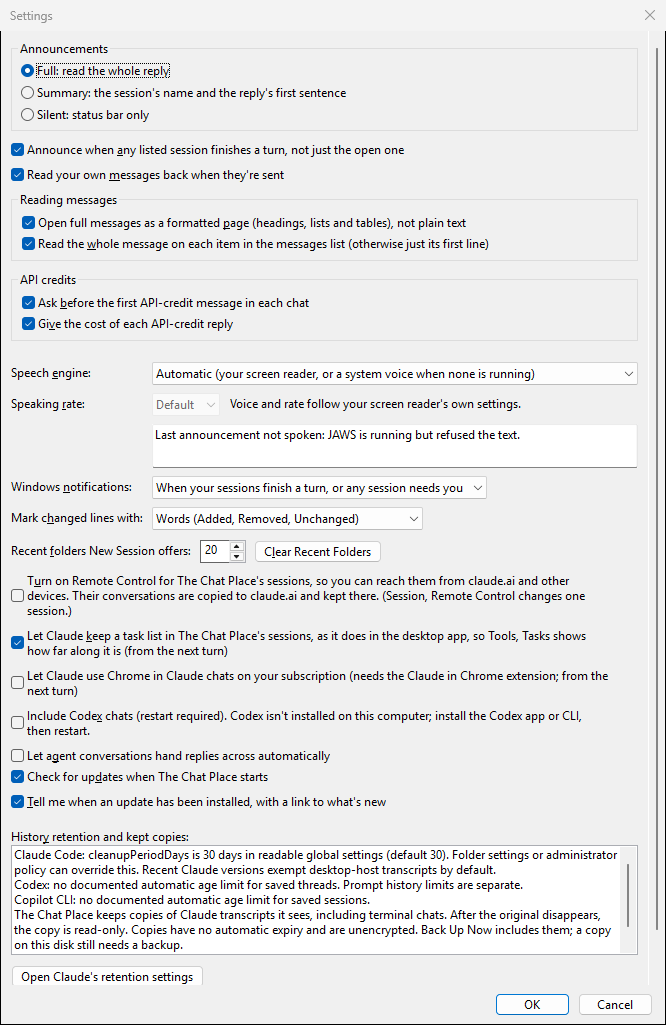 Settings
Announcements
Full: read the whole reply
Summary: the session's name and the reply's first sentence
Silent: status bar only
Announce when any listed session finishes a turn, not just the open one
Read your own messages back when they're sent
Reading messages
Open full messages as a formatted page (headings, lists and tables), not plain text
Read the whole message on each item in the messages list (otherwise just its first line)
API credits
Ask before the first API-credit message in each chat
Give the cost of each API-credit reply
Speech engine:
Automatic (your screen reader, or a system voice when none is running)
Speaking rate:
Default
Voice and rate follow your screen reader's own settings.
Last announcement not spoken: JAWS is running but refused the text.
Windows notifications:
When your sessions finish a turn, or any session needs you
Mark changed lines with:
Words (Added, Removed, Unchanged)
Recent folders New Session offers:
20
Clear Recent Folders
Turn on Remote Control for The Chat Place's sessions, so you can reach them from claude.ai and other
devices. Their conversations are copied to claude.ai and kept there. (Session, Remote Control changes one
session.)
Let Claude keep a task list in The Chat Place's sessions, as it does in the desktop app, so Tools, Tasks shows
how far along it is (from the next turn)
Let Claude use Chrome in Claude chats on your subscription (needs the Claude in Chrome extension; from the
next turn)
Include Codex chats (restart required). Codex isn't installed on this computer; install the Codex app or CLI,
then restart.
Let agent conversations hand replies across automatically
Check for updates when The Chat Place starts
Tell me when an update has been installed, with a link to what's new
History retention and kept copies:
Claude Code: cleanupPeriodDays is 30 days in readable global settings (default 30). Folder settings or administrator
policy can override this. Recent Claude versions exempt desktop-host transcripts by default.
Codex: no documented automatic age limit for saved threads. Prompt history limits are separate.
Copilot CLI: no documented automatic age limit for saved sessions.
The Chat Place keeps copies of Claude transcripts it sees, including terminal chats. After the original disappears,
the copy is read-only. Copies have no automatic expiry and are unencrypted. Back Up Now includes them; a copy
on this disk still needs a backup.
Open Claude's retention settings
OK
Cancel